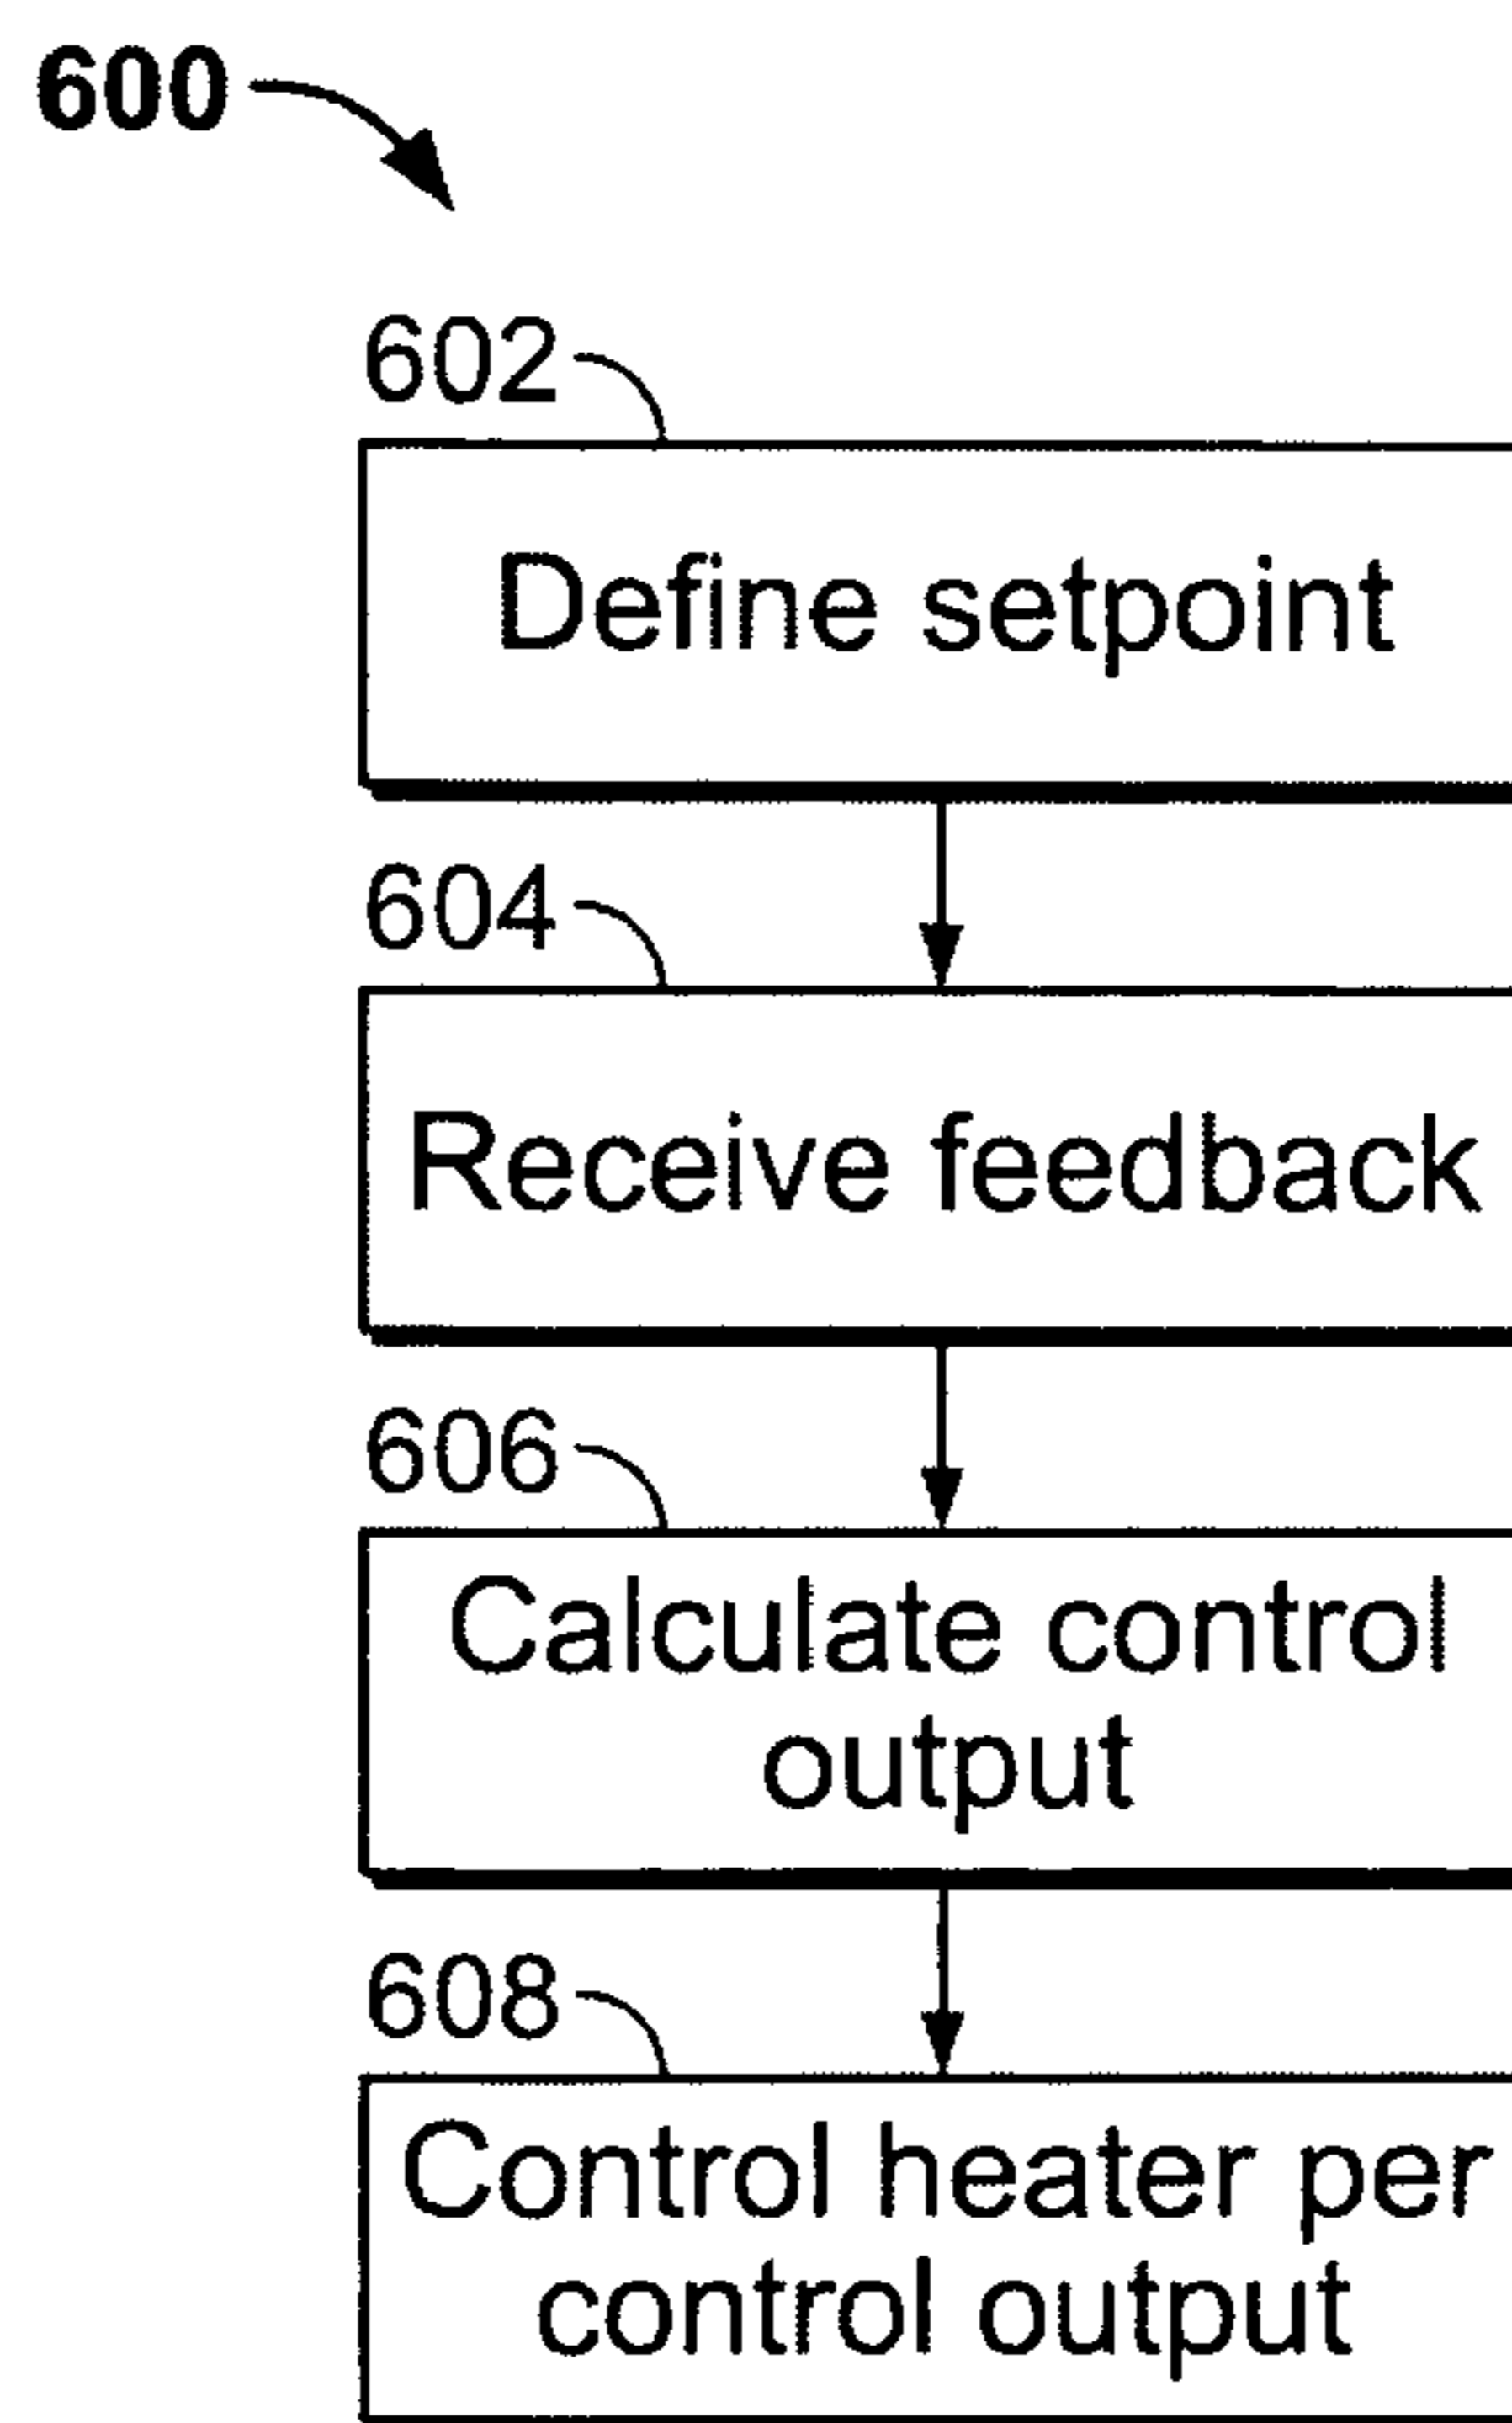 600
602
Define setpoint
604
Receive feedback
606
Calculate control
output
608
Control heater per
control output